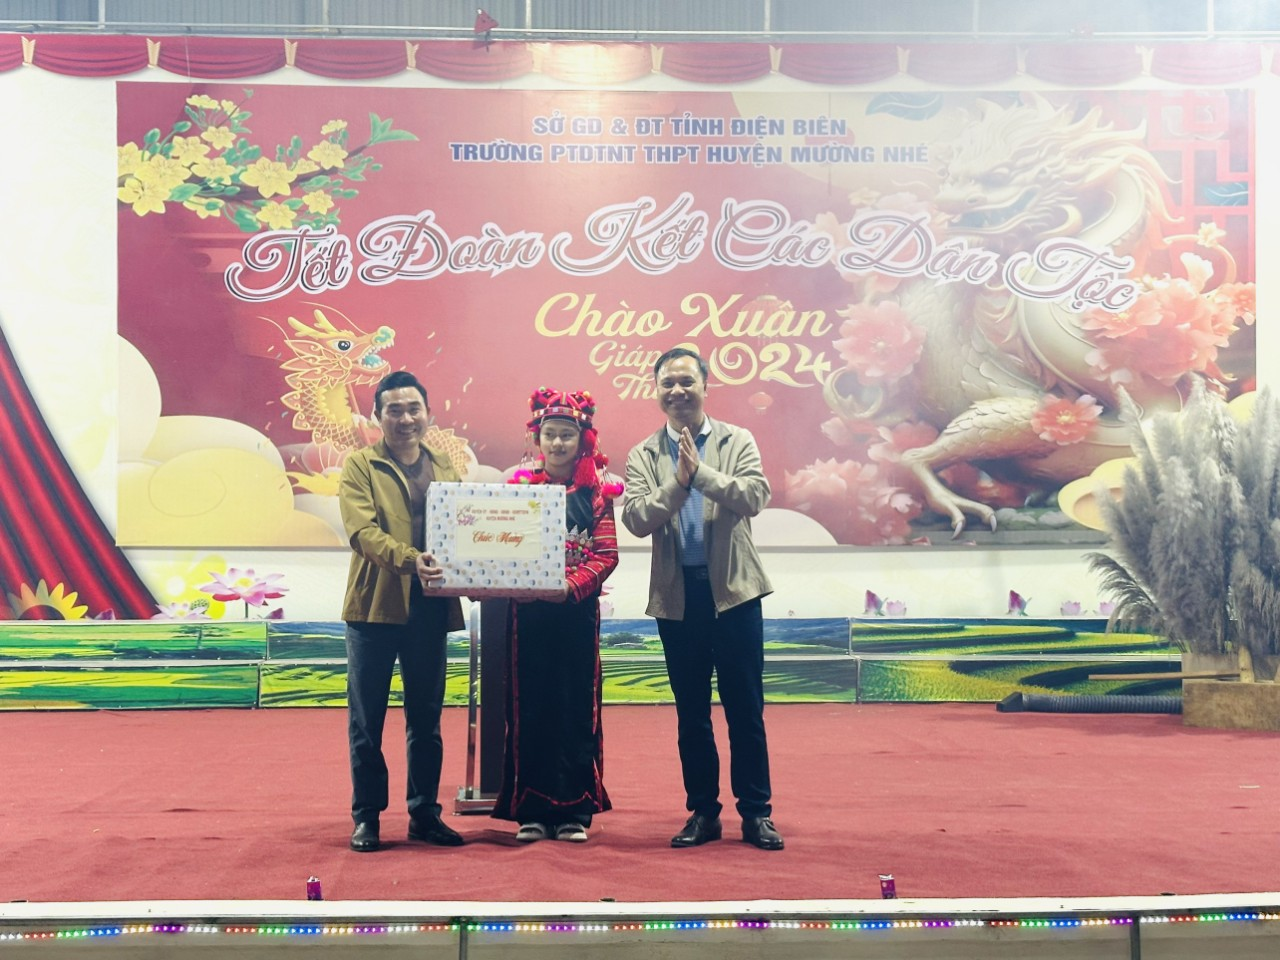 SỞ GD & ĐT TỈNH ĐIỆN BIÊN
TRƯỜNG PTDTNT THPT HUYỆN MƯỜNG NHÉ
Tết Đoàn Kết Các Dân Tộc
Chào Xuân
Giáp 2024
Chúc Mừng